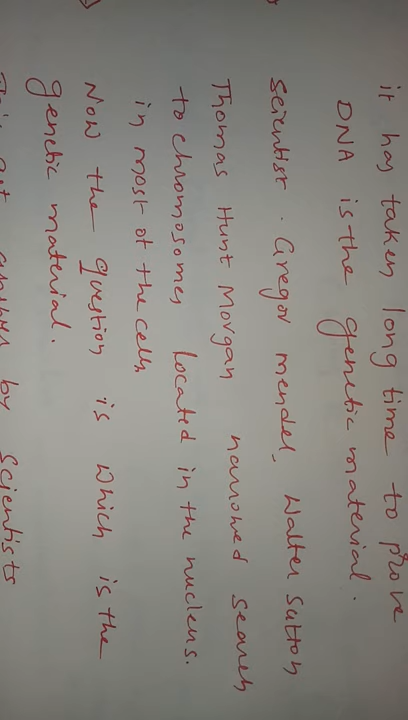 it has taken long time to prove
DNA is the genetic material.
Scientist. Gregor mendel, Walter Sutton
Thomas Hunt Morgan narrowed search
to chromosomes located in the nucleus.
in most of the cells
Now the question is which is the
genetic material.
by Scientists